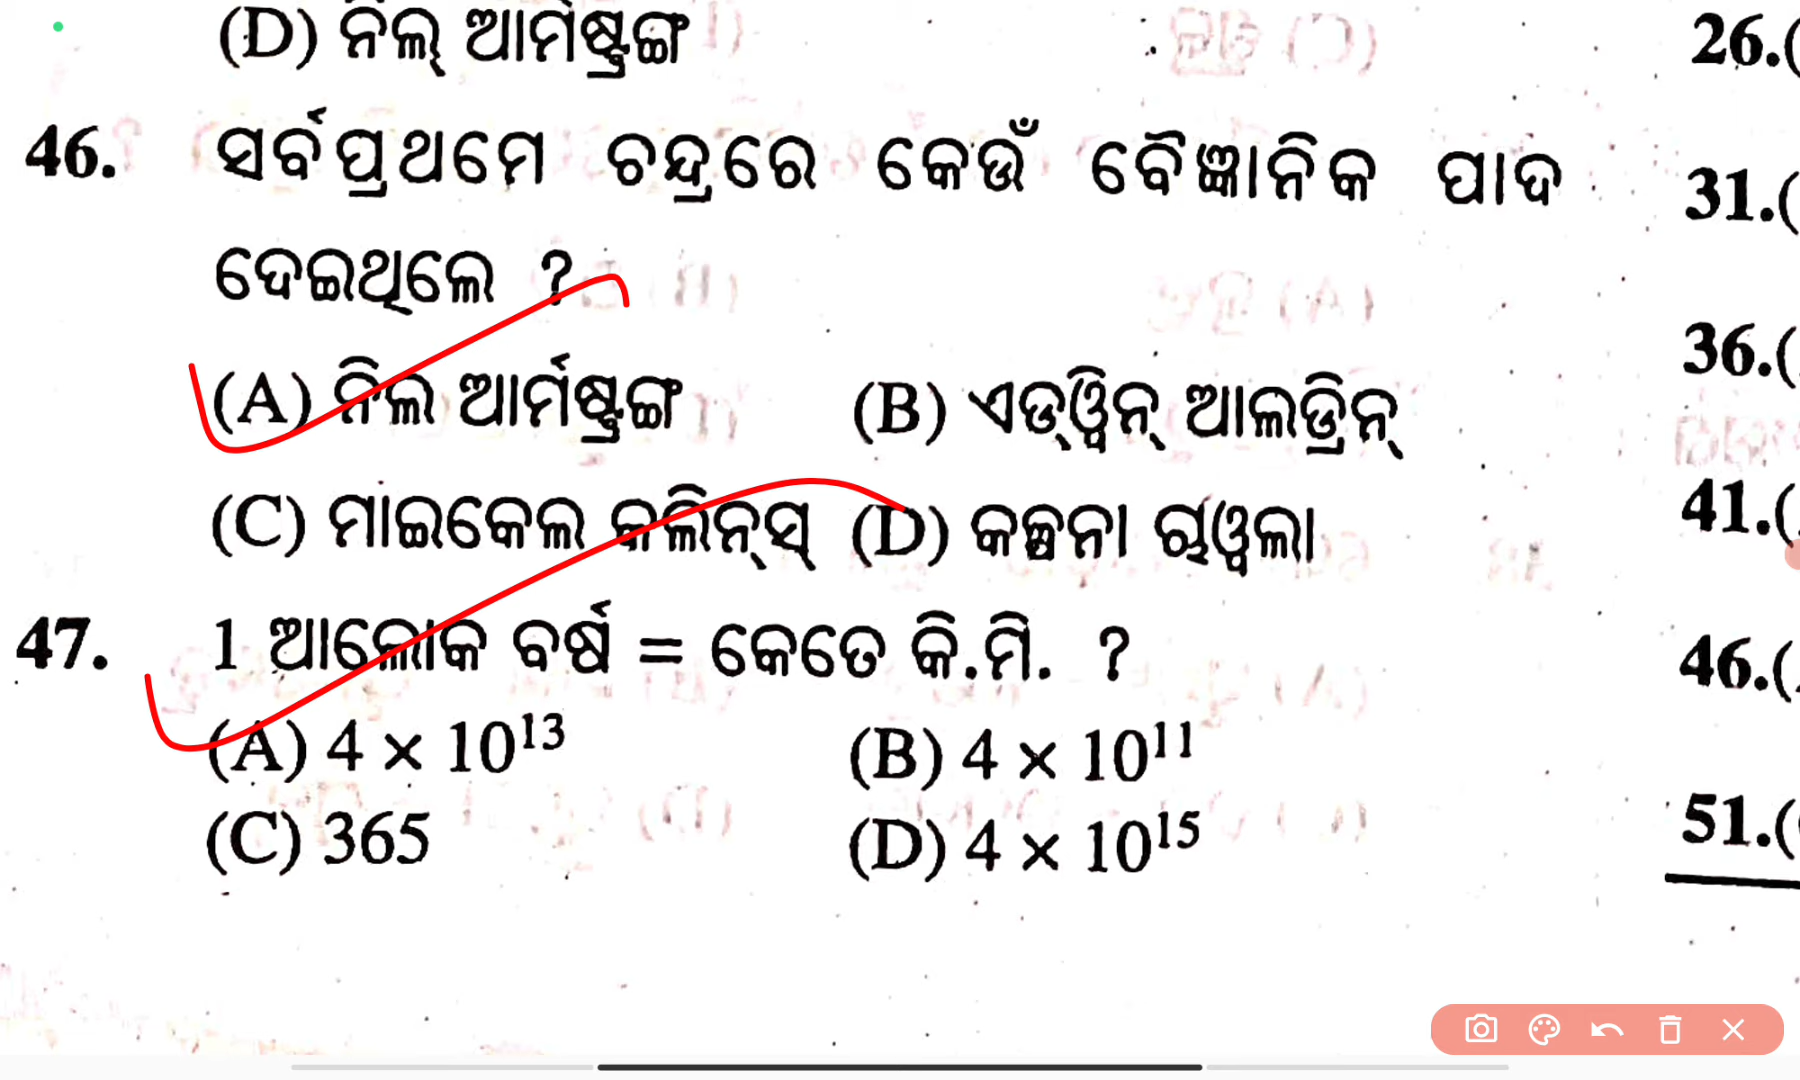 (D) ନିଲ୍ ଆର୍ମଷ୍ଟ୍ରଙ୍ଗ
26.(
46. ସର୍ବପ୍ରଥମେ ଚନ୍ଦ୍ରରେ କେଉଁ ବୈଜ୍ଞାନିକ ପାଦ
31.(
ଦେଇଥିଲେ ?
(A) ନିଲ ଆର୍ମଷ୍ଟ୍ରଙ୍ଗ (B) ଏଡ୍ୱିନ୍ ଆଲଡ୍ରିନ୍
36.(
(C) ମାଇକେଲ କଲିନ୍ସ୍ (D) କଳ୍ପନା ଚାୱଲା
41.(
47. 1 ଆଲୋକ ବର୍ଷ = କେତେ କି.ମି. ?
46.(
(A) 4 × 10¹³ (B) 4 × 10¹¹
(C) 365 (D) 4 × 10¹⁵
51.(